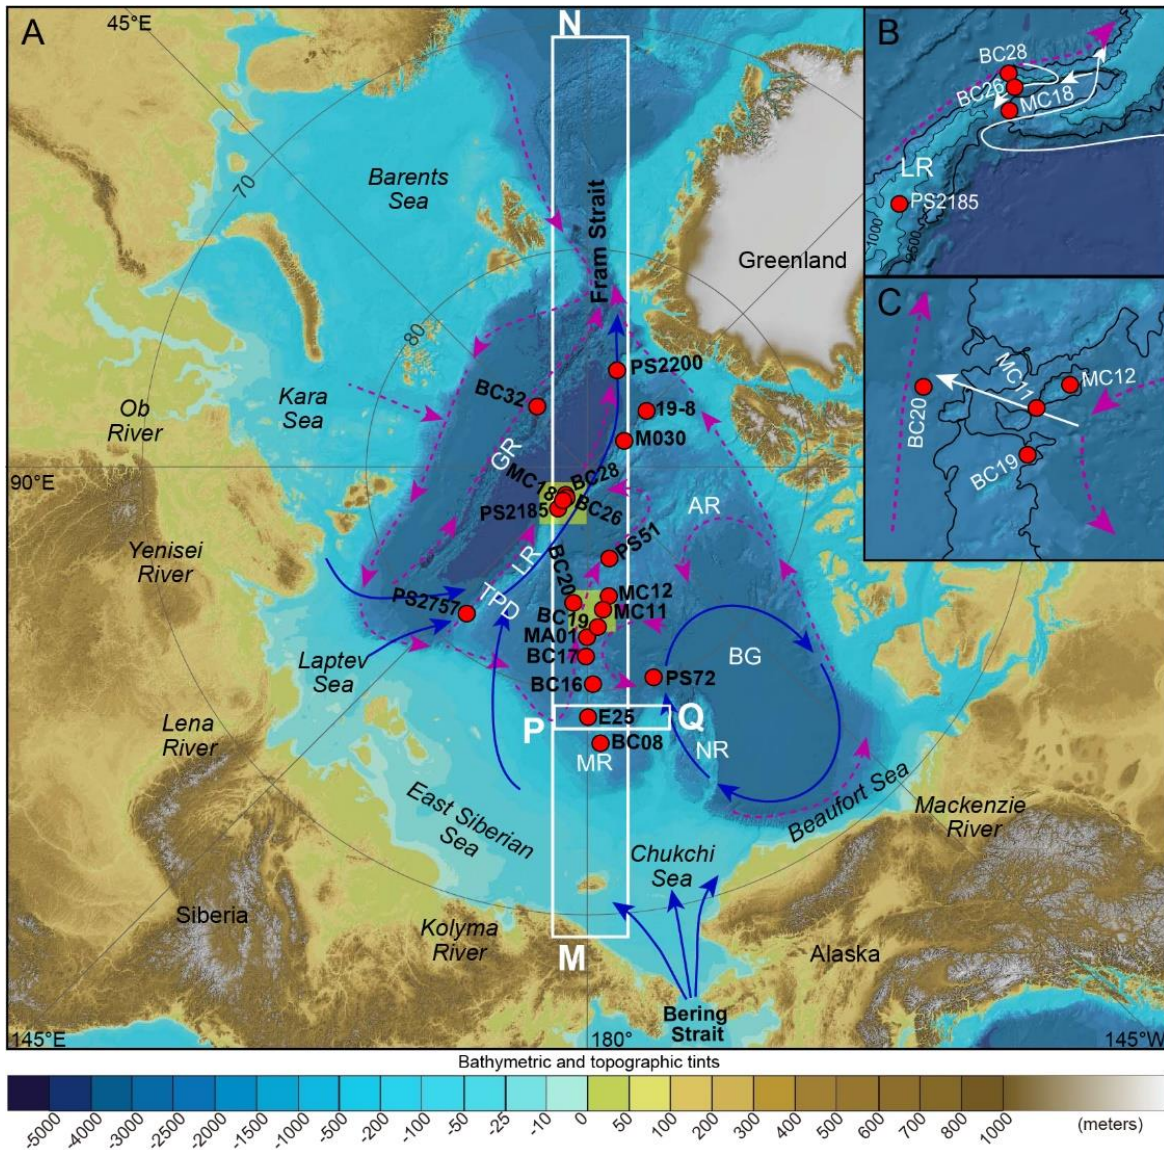 A
45°E
N
70
Barents
Sea
Fram Strait
Greenland
80
Kara
Sea
Ob
River
BC32
PS2200
19-8
M030
GR
90°E
MC18
BC28
BC26
PS2185
AR
Yenisei
River
LR
PS51
BC20
TPD
PS2757
MC12
MC11
BC19
MA01
BC17
BG
Laptev
Sea
BC16
PS72
P
E25
Q
Lena
River
BC08
MR
NR
East Siberian
Sea
Beaufort Sea
Mackenzie
River
Chukchi
Sea
Siberia
Kolyma
River
M
Alaska
Bering
Strait
145°E
180°
145°W
B
BC28
BC26
MC18
LR
PS2185
1000
2500
C
MC11
MC12
BC20
BC19
Bathymetric and topographic tints
-5000 -4000 -3000 -2000 -1500 -1000 -500 -200 -100 -50 -25 -10 0 50 100 200 300 400 500 600 700 800 1000 (meters)